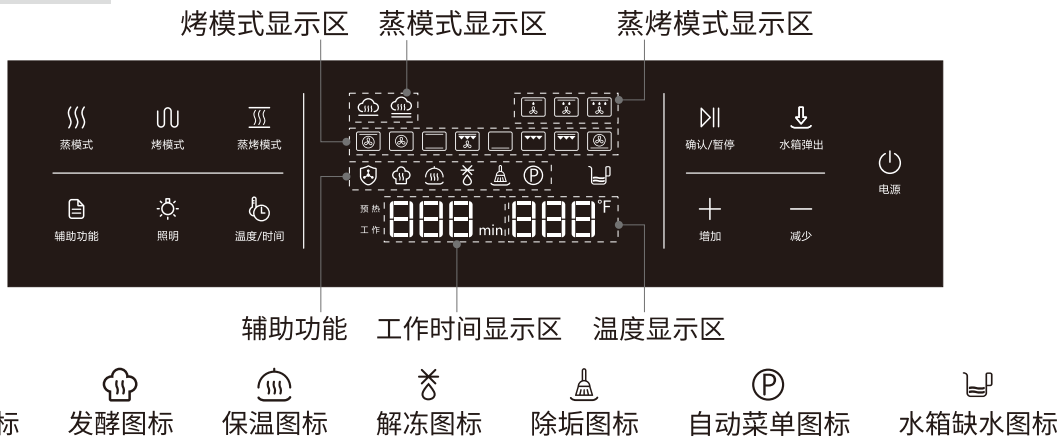 烤模式显示区 蒸模式显示区 蒸烤模式显示区
蒸模式 烤模式 蒸烤模式 确认/暂停 水箱弹出
电源
预热 888 888 °F
工作 min
辅助功能 照明 温度/时间 增加 减少
辅助功能 工作时间显示区 温度显示区
标 发酵图标 保温图标 解冻图标 除垢图标 自动菜单图标 水箱缺水图标